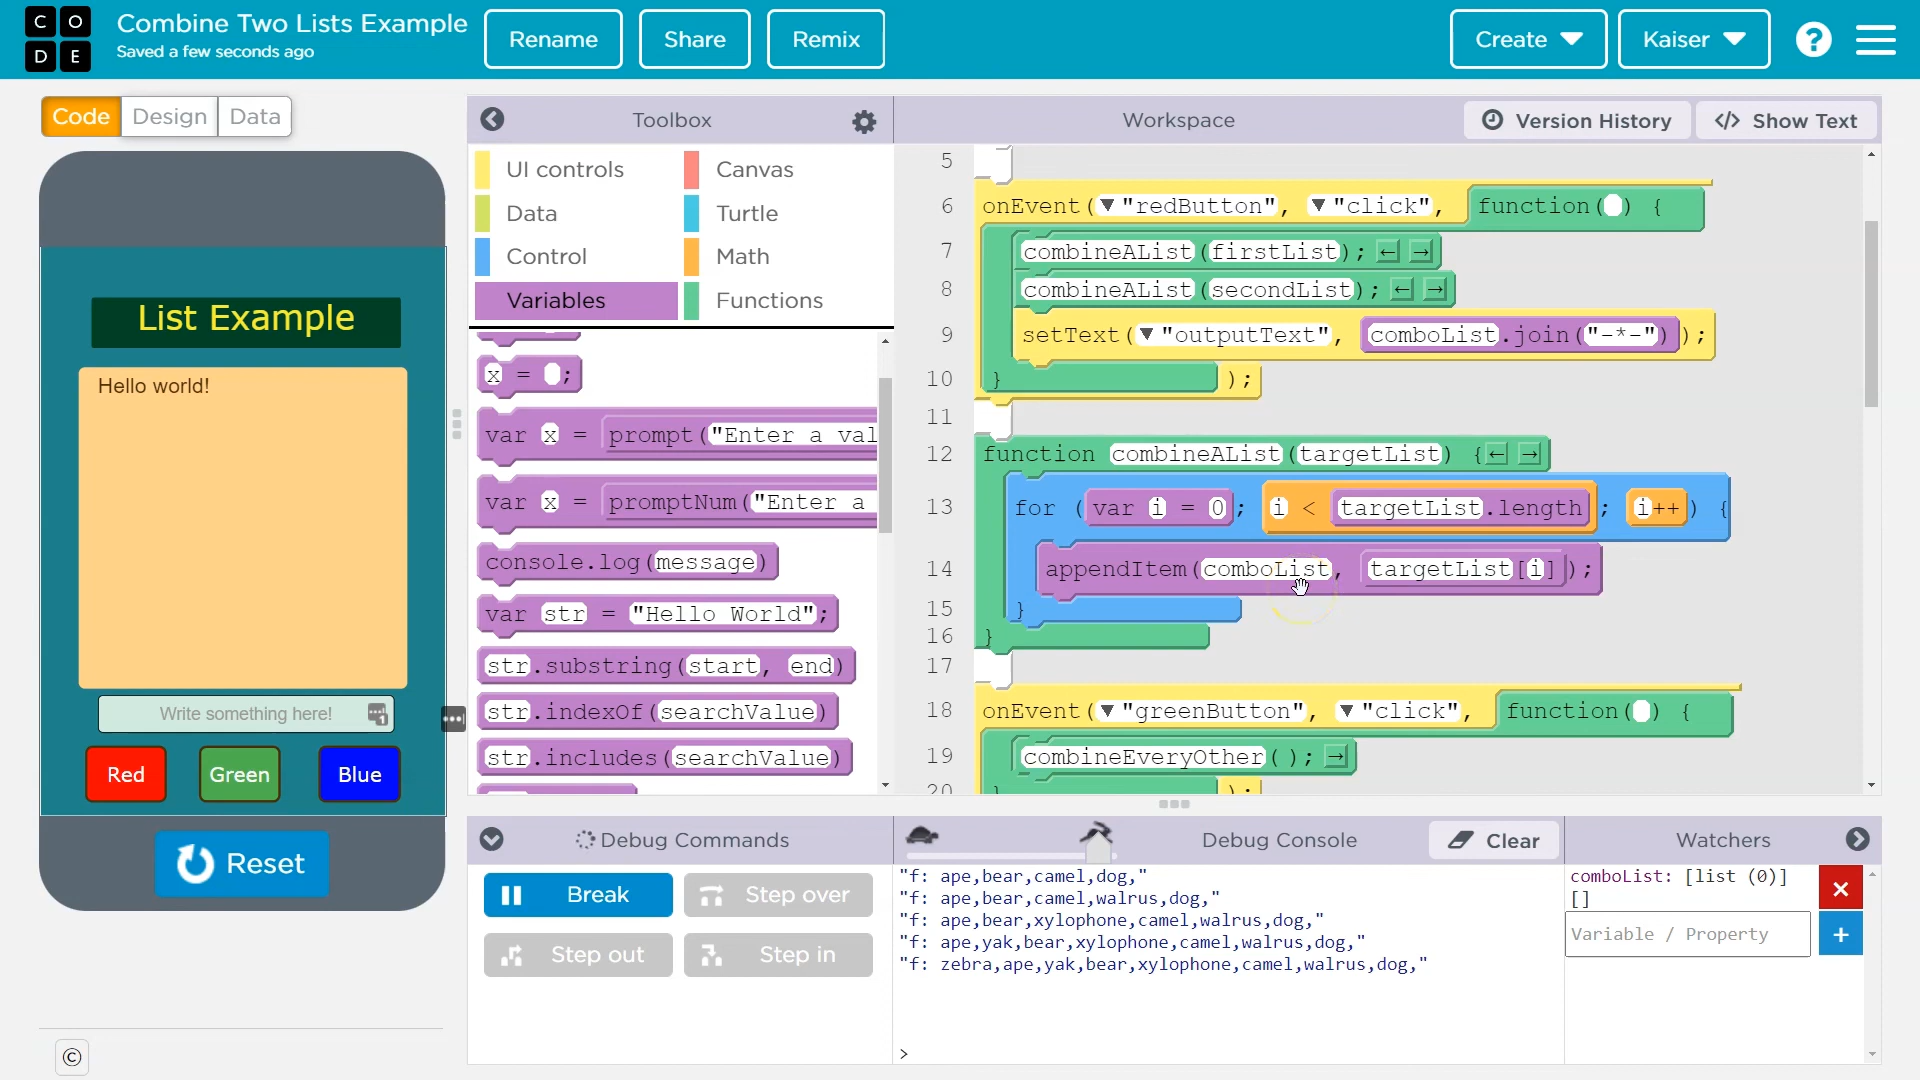 CODE
Combine Two Lists Example
Saved a few seconds ago
Rename
Share
Remix
Create
Kaiser
?
Code
Design
Data
List Example
Hello world!
Write something here!
1
Red
Green
Blue
Reset
©
Toolbox
UI controls
Canvas
Data
Turtle
Control
Math
Variables
Functions
x = ;
var x = prompt("Enter a val
var x = promptNum("Enter a
console.log(message)
var str = "Hello World";
str.substring(start, end)
str.indexOf(searchValue)
str.includes(searchValue)
Workspace
Version History
</> Show Text
5
6 onEvent(▼"redButton", ▼"click", function() {
7 combineAList(firstList); ← →
8 combineAList(secondList); ← →
9 setText(▼"outputText", comboList.join("-*-"));
10 } );
11
12 function combineAList(targetList) { ← →
13 for (var i = 0; i < targetList.length; i++) {
14 appendItem(comboList, targetList[i]);
15 }
16 }
17
18 onEvent(▼"greenButton", ▼"click", function() {
19 combineEveryOther(); →
20 } );
Debug Commands
Break
Step over
Step out
Step in
Debug Console
Clear
"f: ape,bear,camel,dog,"
"f: ape,bear,camel,walrus,dog,"
"f: ape,bear,xylophone,camel,walrus,dog,"
"f: ape,yak,bear,xylophone,camel,walrus,dog,"
"f: zebra,ape,yak,bear,xylophone,camel,walrus,dog,"
>
Watchers
comboList: [list (0)]
[]
Variable / Property